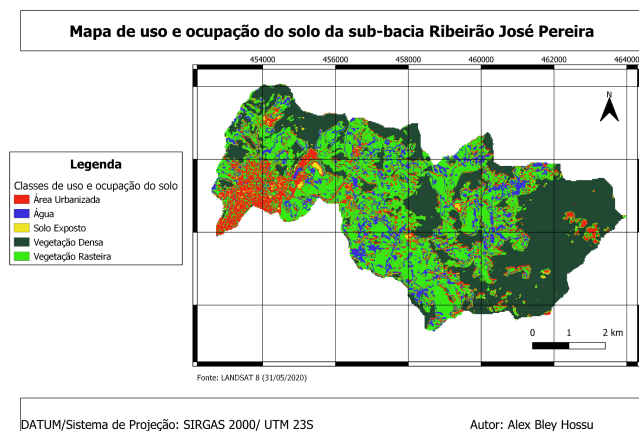 Mapa de uso e ocupação do solo da sub-bacia Ribeirão José Pereira
454000 456000 458000 460000 462000 464000
N
Legenda
Classes de uso e ocupação do solo
Área Urbanizada
Água
Solo Exposto
Vegetação Densa
Vegetação Rasteira
0 1 2 km
Fonte: LANDSAT 8 (31/05/2020)
DATUM/Sistema de Projeção: SIRGAS 2000/ UTM 23S
Autor: Alex Bley Hossu